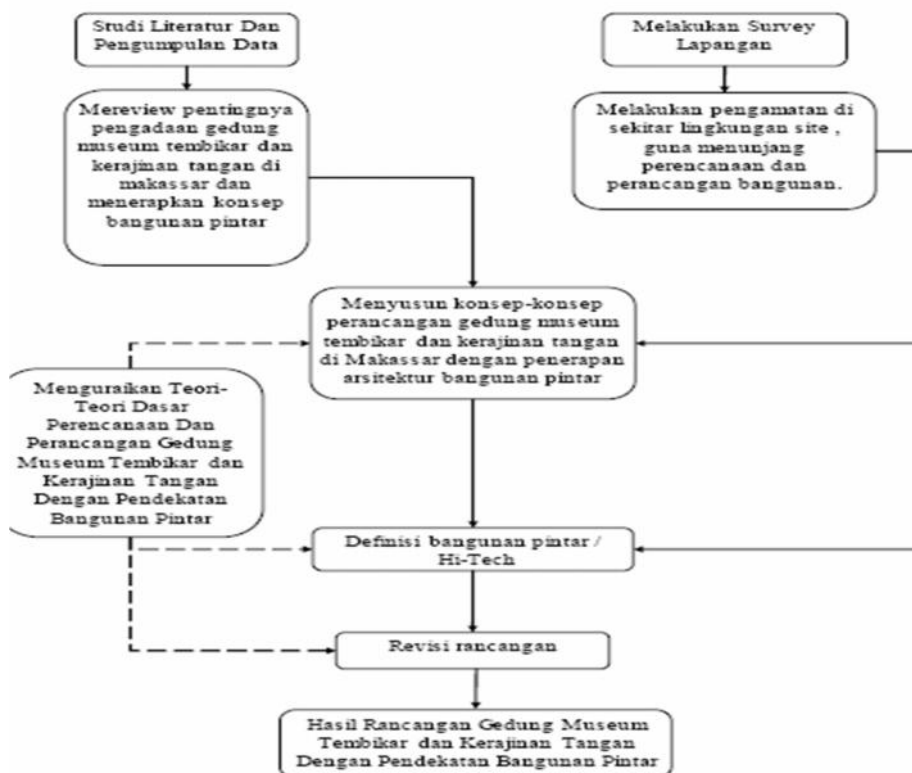 Studi Literatur Dan
Pengumpulan Data
Melakukan Survey
Lapangan
Mereview pentingnya
pengadaan gedung
museum tembikar dan
kerajinan tangan di
makassar dan
menerapkan konsep
bangunan pintar
Melakukan pengamatan di
sekitar lingkungan site ,
guna menunjang
perencanaan dan
perancangan bangunan.
Menyusun konsep-konsep
perancangan gedung museum
tembikar dan kerajinan tangan
di Makassar dengan penerapan
arsitektur bangunan pintar
Menguraikan Teori-
Teori Dasar
Perencanaan Dan
Perancangan Gedung
Museum Tembikar dan
Kerajinan Tangan
Dengan Pendekatan
Bangunan Pintar
Definisi bangunan pintar /
Hi-Tech
Revisi rancangan
Hasil Rancangan Gedung Museum
Tembikar dan Kerajinan Tangan
Dengan Pendekatan Bangunan Pintar